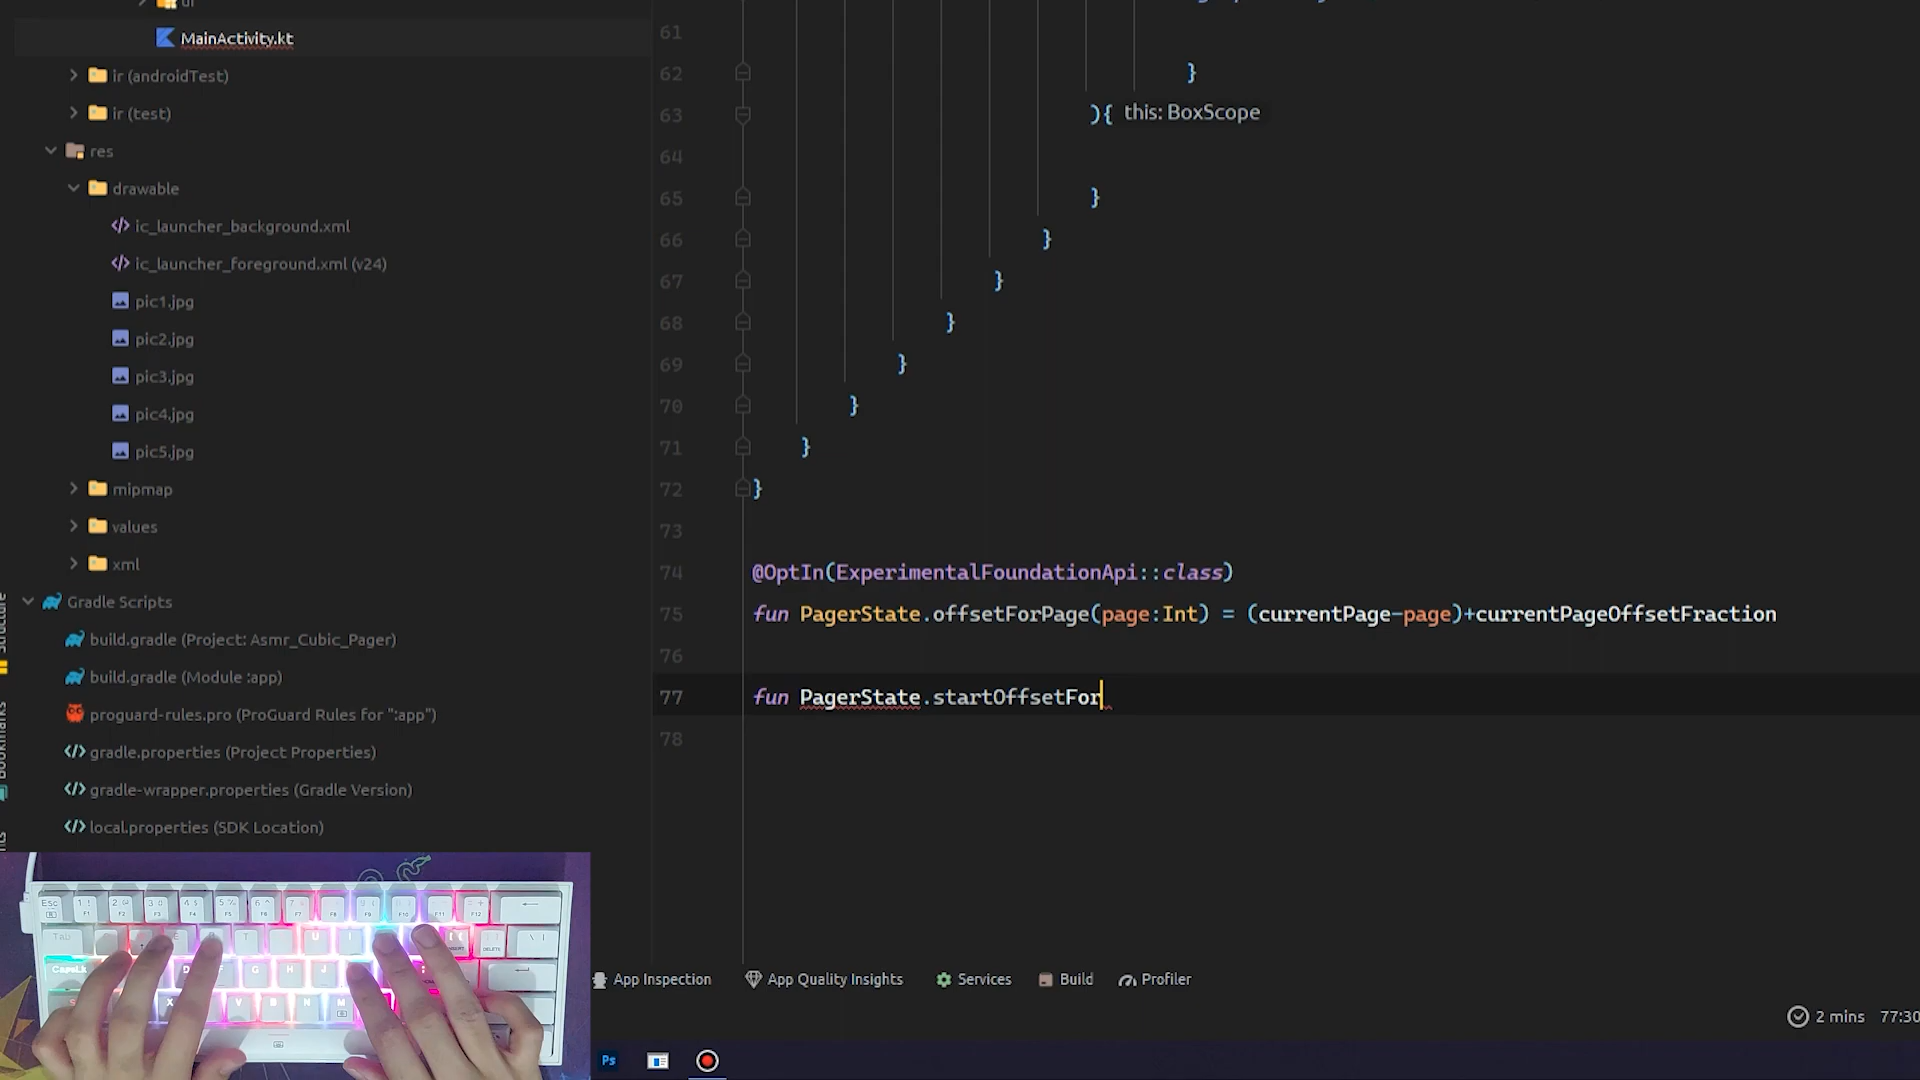 MainActivity.kt
ir (androidTest)
ir (test)
res
drawable
ic_launcher_background.xml
ic_launcher_foreground.xml (v24)
pic1.jpg
pic2.jpg
pic3.jpg
pic4.jpg
pic5.jpg
mipmap
values
xml
Gradle Scripts
build.gradle (Project: Asmr_Cubic_Pager)
build.gradle (Module :app)
proguard-rules.pro (ProGuard Rules for ":app")
gradle.properties (Project Properties)
gradle-wrapper.properties (Gradle Version)
local.properties (SDK Location)
61
62 }
63 ){ this: BoxScope
64
65 }
66 }
67 }
68 }
69 }
70 }
71 }
72 }
73
74 @OptIn(ExperimentalFoundationApi::class)
75 fun PagerState.offsetForPage(page:Int) = (currentPage-page)+currentPageOffsetFraction
76
77 fun PagerState.startOffsetFor
78
App Inspection
App Quality Insights
Services
Build
Profiler
2 mins
77:30
Ps